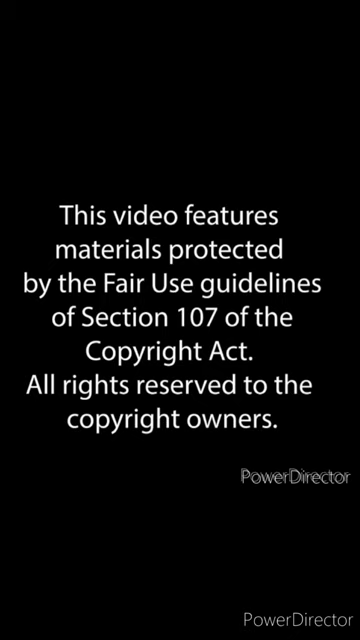 This video features
materials protected
by the Fair Use guidelines
of Section 107 of the
Copyright Act.
All rights reserved to the
copyright owners.
PowerDirector
PowerDirector